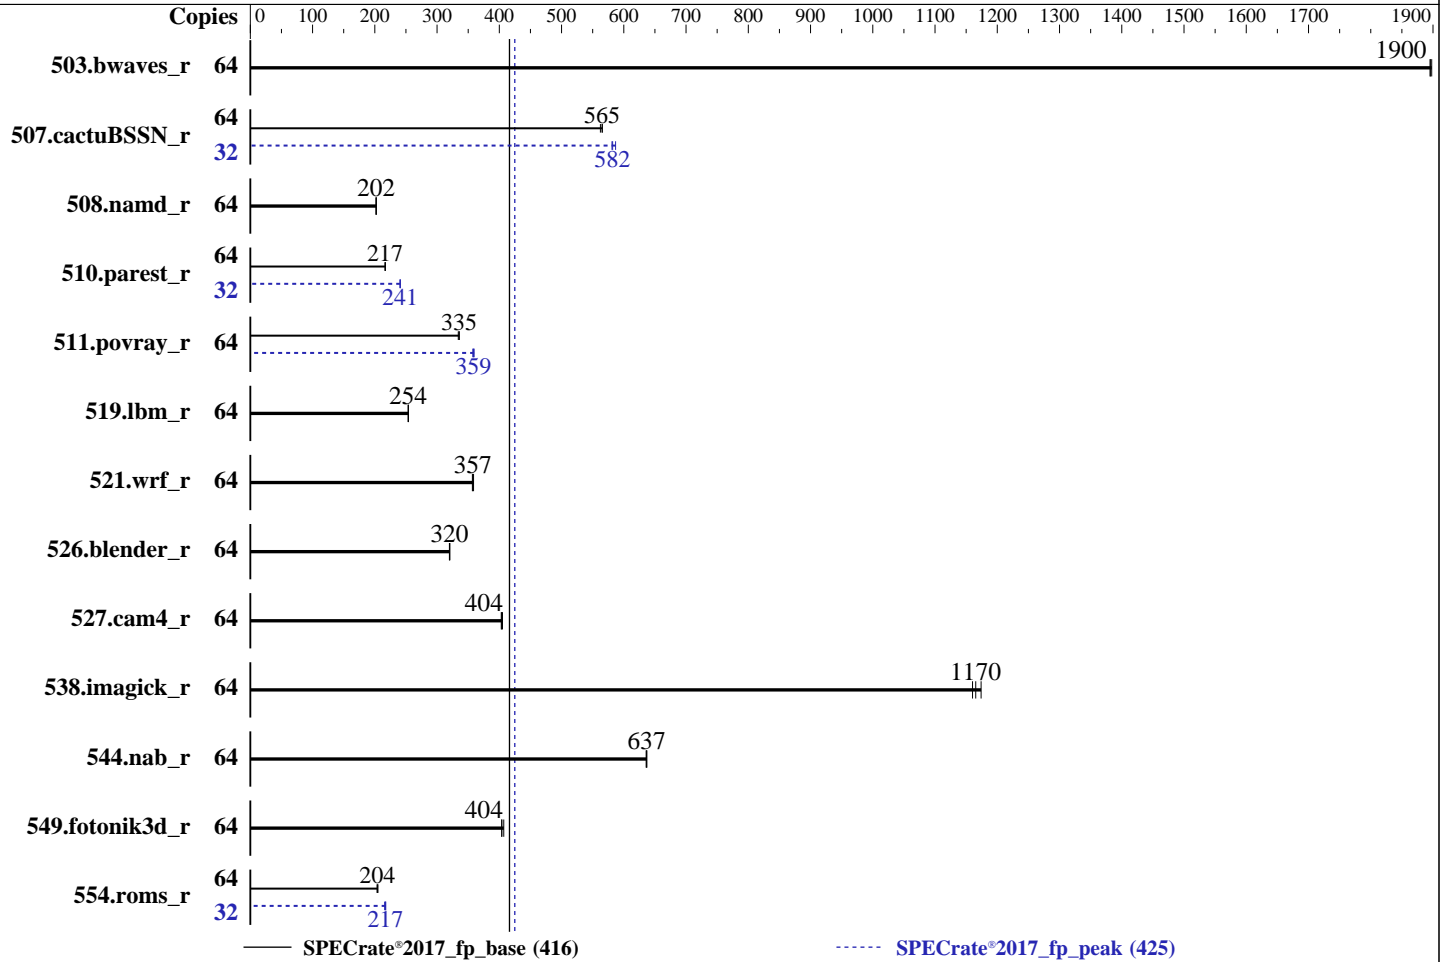 Copies 0 100 200 300 400 500 600 700 800 900 1000 1100 1200 1300 1400 1500 1600 1700 1900
503.bwaves_r 64 1900
507.cactuBSSN_r 64 565
32 582
508.namd_r 64 202
510.parest_r 64 217
32 241
511.povray_r 64 335
359
519.lbm_r 64 254
521.wrf_r 64 357
526.blender_r 64 320
527.cam4_r 64 404
538.imagick_r 64 1170
544.nab_r 64 637
549.fotonik3d_r 64 404
554.roms_r 64 204
32 217
SPECrate®2017_fp_base (416) SPECrate®2017_fp_peak (425)